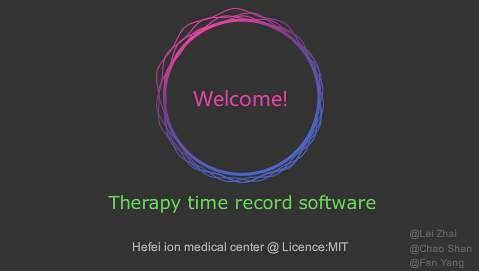 Welcome!
Therapy time record software
Hefei ion medical center @ Licence:MIT
@Lei Zhai
@Chao Shan
@Fan Yang